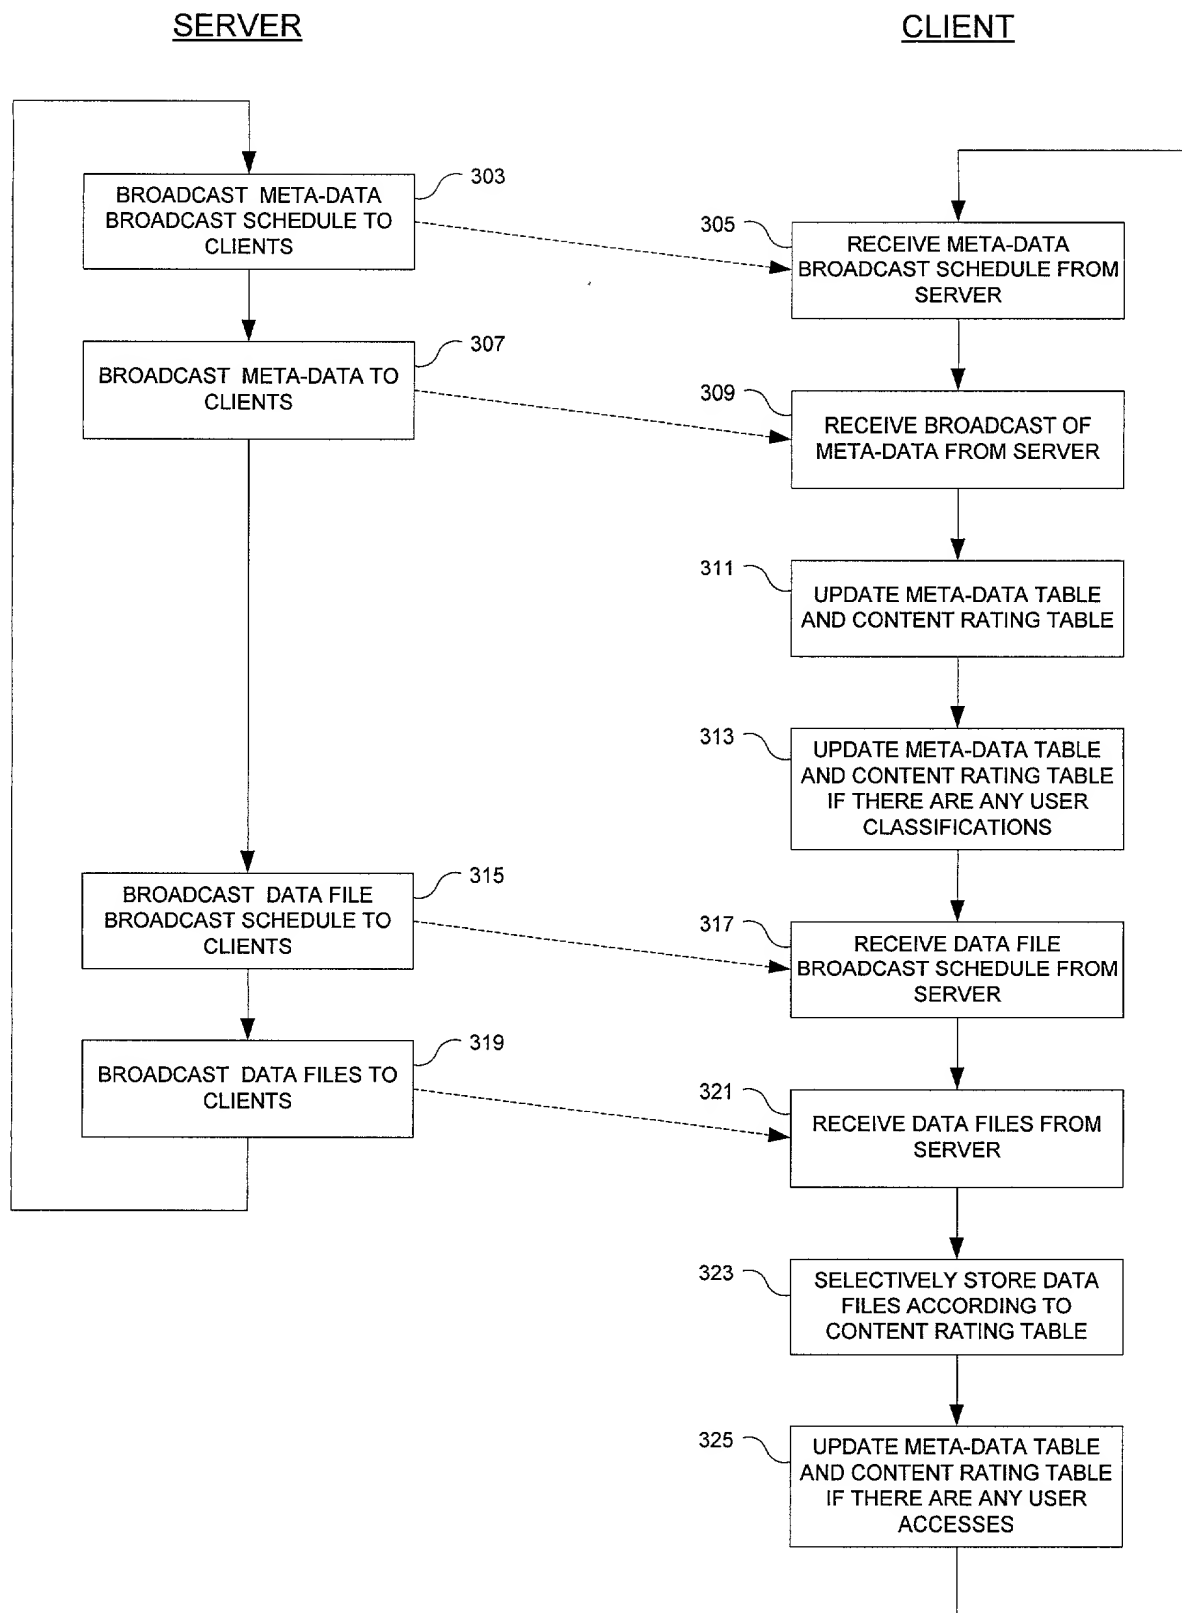 SERVER
CLIENT
303
BROADCAST META-DATA
BROADCAST SCHEDULE TO
CLIENTS
305
RECEIVE META-DATA
BROADCAST SCHEDULE FROM
SERVER
307
BROADCAST META-DATA TO
CLIENTS
309
RECEIVE BROADCAST OF
META-DATA FROM SERVER
311
UPDATE META-DATA TABLE
AND CONTENT RATING TABLE
313
UPDATE META-DATA TABLE
AND CONTENT RATING TABLE
IF THERE ARE ANY USER
CLASSIFICATIONS
315
BROADCAST DATA FILE
BROADCAST SCHEDULE TO
CLIENTS
317
RECEIVE DATA FILE
BROADCAST SCHEDULE FROM
SERVER
319
BROADCAST DATA FILES TO
CLIENTS
321
RECEIVE DATA FILES FROM
SERVER
323
SELECTIVELY STORE DATA
FILES ACCORDING TO
CONTENT RATING TABLE
325
UPDATE META-DATA TABLE
AND CONTENT RATING TABLE
IF THERE ARE ANY USER
ACCESSES